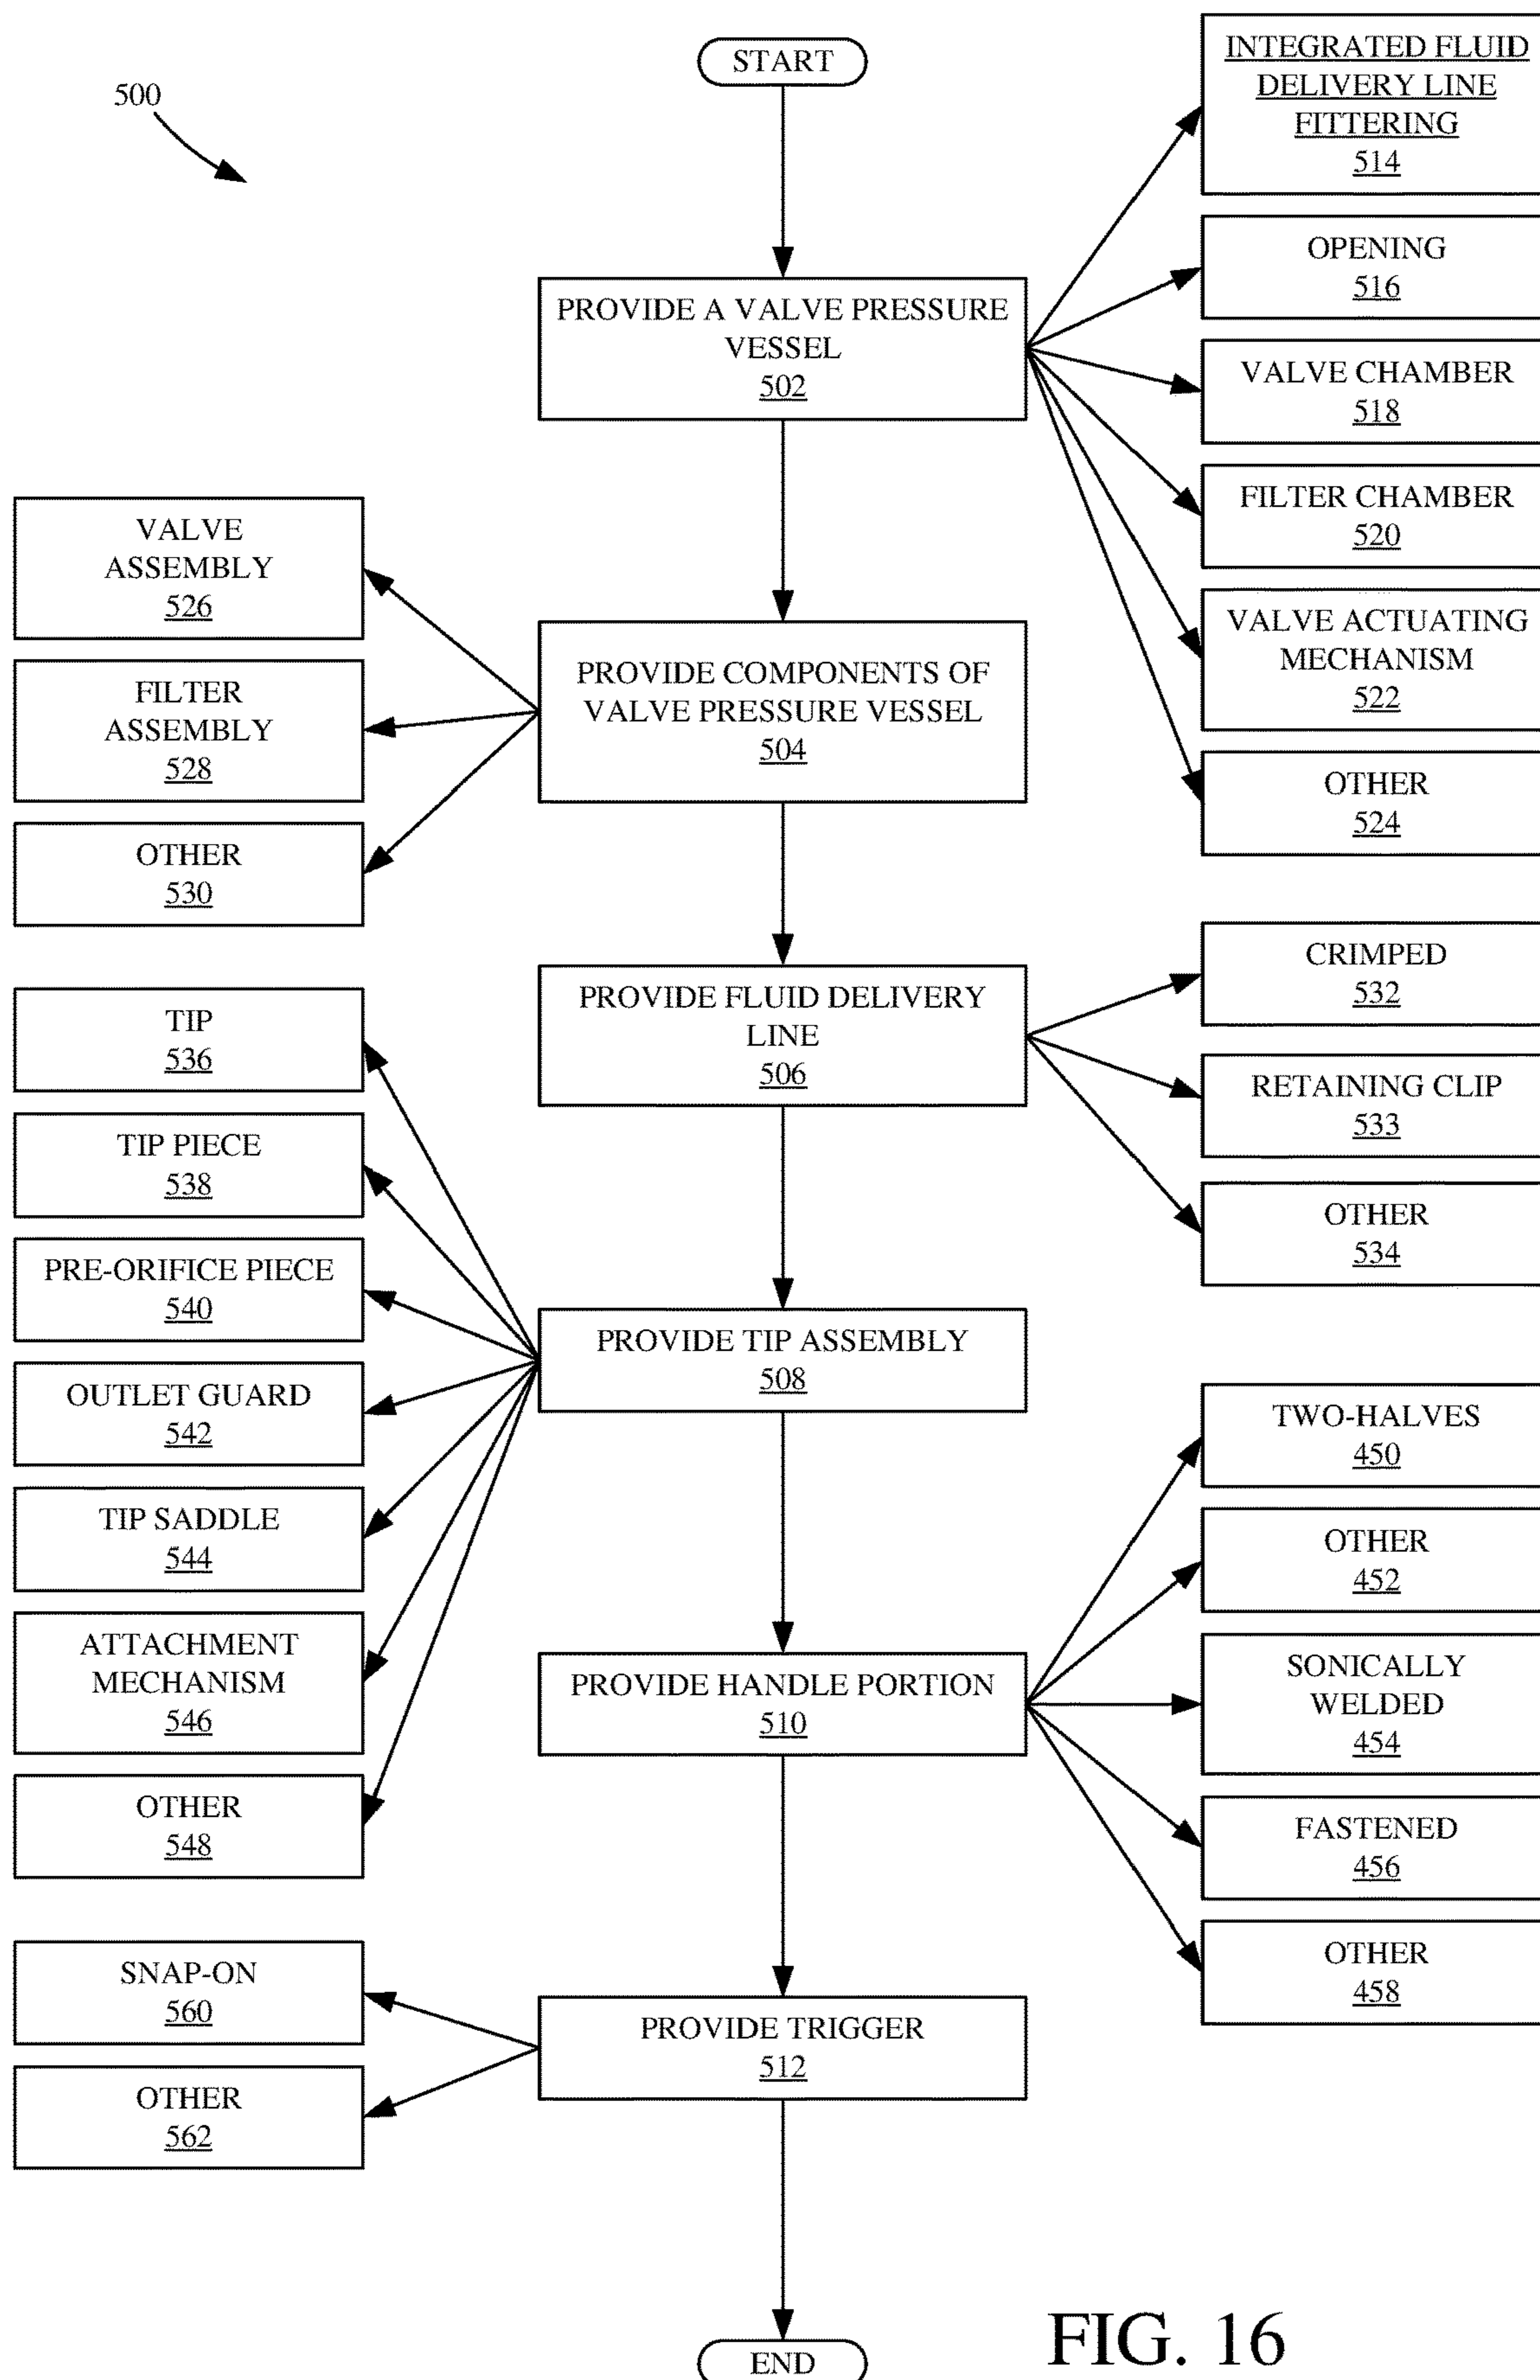 500
START
INTEGRATED FLUID
DELIVERY LINE
FITTERING
514
OPENING
516
PROVIDE A VALVE PRESSURE
VESSEL
502
VALVE CHAMBER
518
FILTER CHAMBER
520
VALVE ACTUATING
MECHANISM
522
OTHER
524
VALVE
ASSEMBLY
526
FILTER
ASSEMBLY
528
OTHER
530
PROVIDE COMPONENTS OF
VALVE PRESSURE VESSEL
504
PROVIDE FLUID DELIVERY
LINE
506
CRIMPED
532
RETAINING CLIP
533
OTHER
534
TIP
536
TIP PIECE
538
PRE-ORIFICE PIECE
540
OUTLET GUARD
542
TIP SADDLE
544
ATTACHMENT
MECHANISM
546
OTHER
548
PROVIDE TIP ASSEMBLY
508
TWO-HALVES
450
OTHER
452
SONICALLY
WELDED
454
FASTENED
456
OTHER
458
PROVIDE HANDLE PORTION
510
SNAP-ON
560
OTHER
562
PROVIDE TRIGGER
512
END
FIG. 16